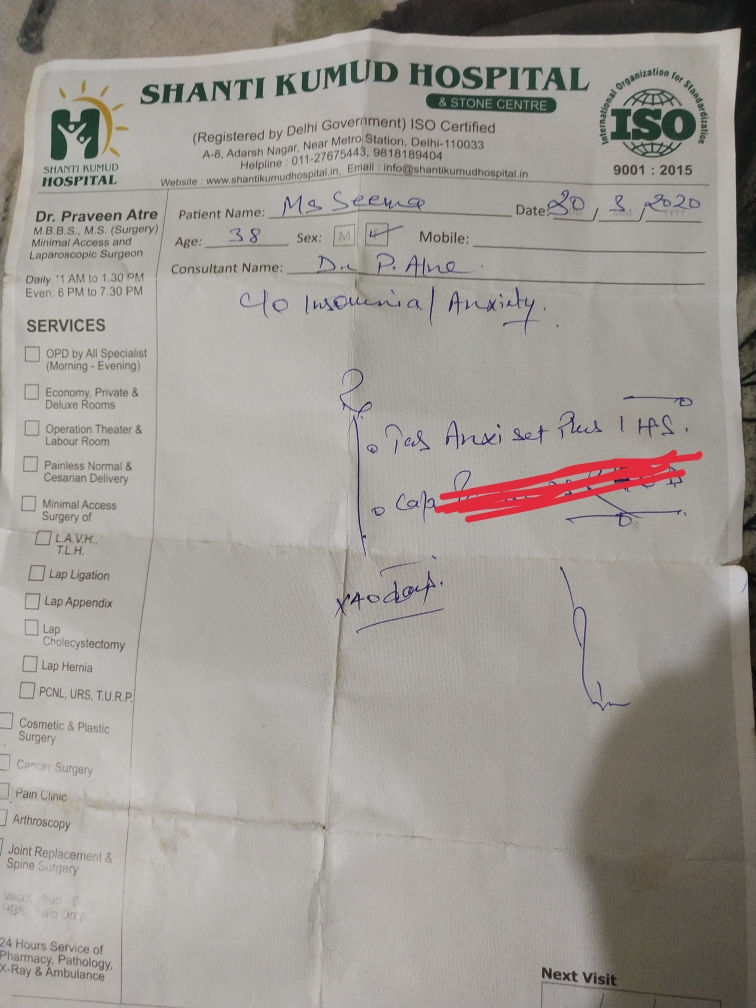 SHANTI KUMUD HOSPITAL
& STONE CENTRE
(Registered by Delhi Government) ISO Certified
A-8, Adarsh Nagar, Near Metro Station, Delhi-110033
Helpline : 011-27675443, 9818189404
Website : www.shantikumudhospital.in, Email : info@shantikumudhospital.in
SHANTI KUMUD
HOSPITAL
International Organization for Standardization
ISO
9001 : 2015
Dr. Praveen Atre
M.B.B.S., M.S. (Surgery)
Minimal Access and
Laparoscopic Surgeon
Daily 11 AM to 1.30 PM
Even. 6 PM to 7.30 PM
Patient Name: Ms Seema Date: 20/8/2020
Age: 38 Sex: M Mobile:
Consultant Name: Dr. P. Atre
c/o Insomnia / Anxiety.
Rx
Tab Anxiset Plus 1 HS.
Cap
x40 days.
SERVICES
OPD by All Specialist
(Morning - Evening)
Economy, Private &
Deluxe Rooms
Operation Theater &
Labour Room
Painless Normal &
Cesarian Delivery
Minimal Access
Surgery of
L.A.V.H.,
T.L.H.
Lap Ligation
Lap Appendix
Lap
Cholecystectomy
Lap Hernia
PCNL, URS, T.U.R.P.
Cosmetic & Plastic
Surgery
Cancer Surgery
Pain Clinic
Arthroscopy
Joint Replacement &
Spine Surgery
24 Hours Service of
Pharmacy, Pathology,
X-Ray & Ambulance
Next Visit